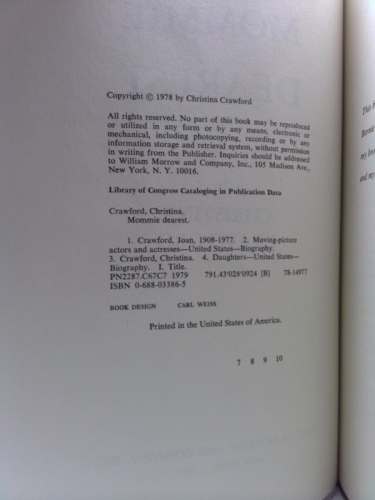 Copyright © 1978 by Christina Crawford
All rights reserved. No part of this book may be reproduced
or utilized in any form or by any means, electronic or
mechanical, including photocopying, recording or by any
information storage and retrieval system, without permission
in writing from the Publisher. Inquiries should be addressed
to William Morrow and Company, Inc., 105 Madison Ave.,
New York, N. Y. 10016.
Library of Congress Cataloging in Publication Data
Crawford, Christina.
Mommie dearest.
1. Crawford, Joan, 1908-1977. 2. Moving-picture
actors and actresses—United States—Biography.
3. Crawford, Christina. 4. Daughters—United States—
Biography. I. Title.
PN2287.C67C7 1979 791.43'028'0924 [B] 78-14977
ISBN 0-688-03386-5
BOOK DESIGN CARL WEISS
Printed in the United States of America.
7 8 9 10
This
Bernie
my
and my